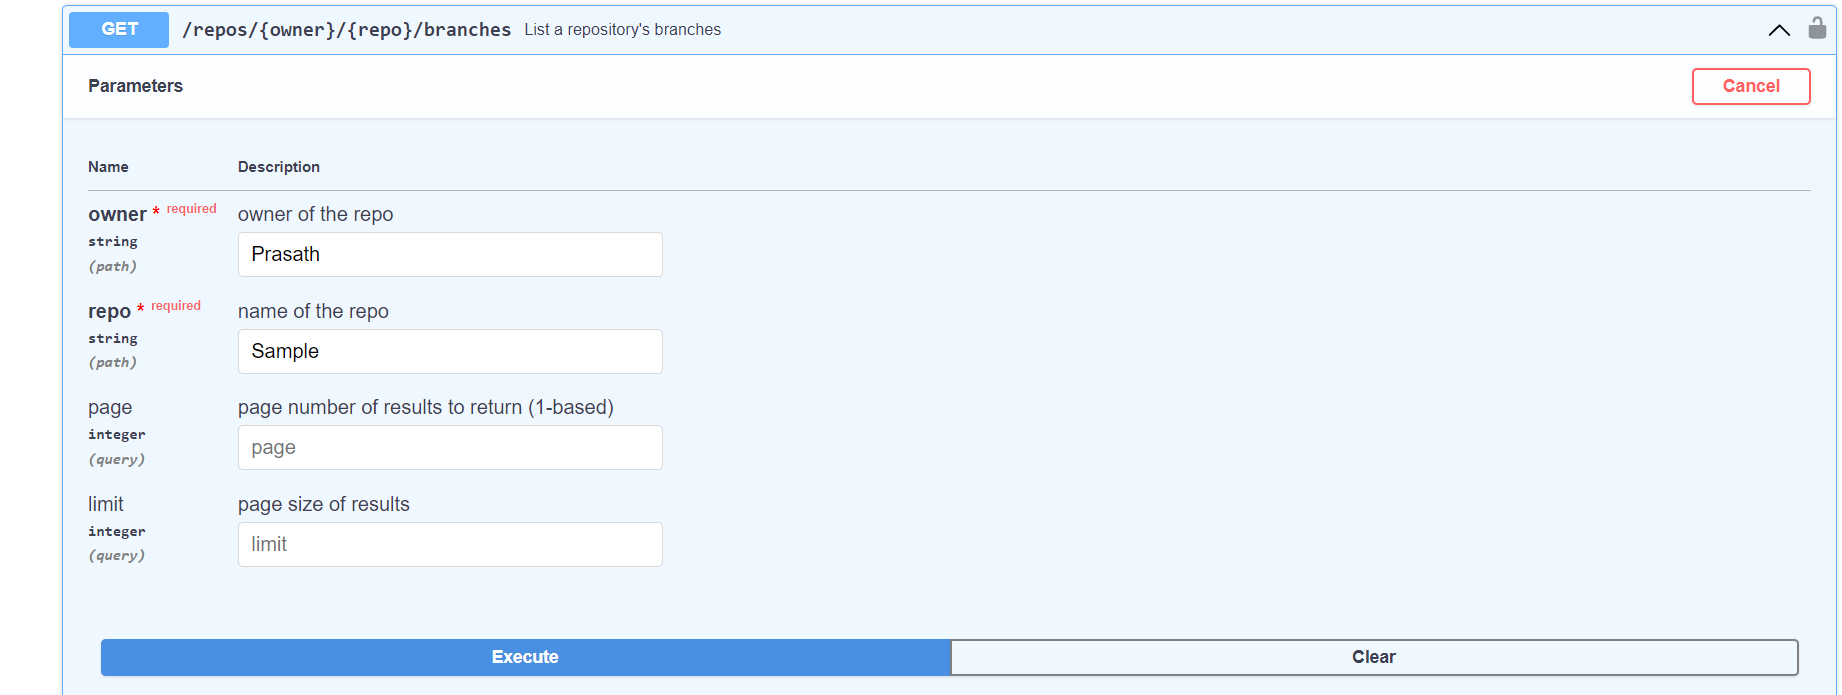 GET /repos/{owner}/{repo}/branches List a repository's branches
Parameters
Cancel
Name Description
owner * required owner of the repo
string
Prasath
(path)
repo * required name of the repo
string
Sample
(path)
page page number of results to return (1-based)
integer
page
(query)
limit page size of results
integer
limit
(query)
Execute Clear